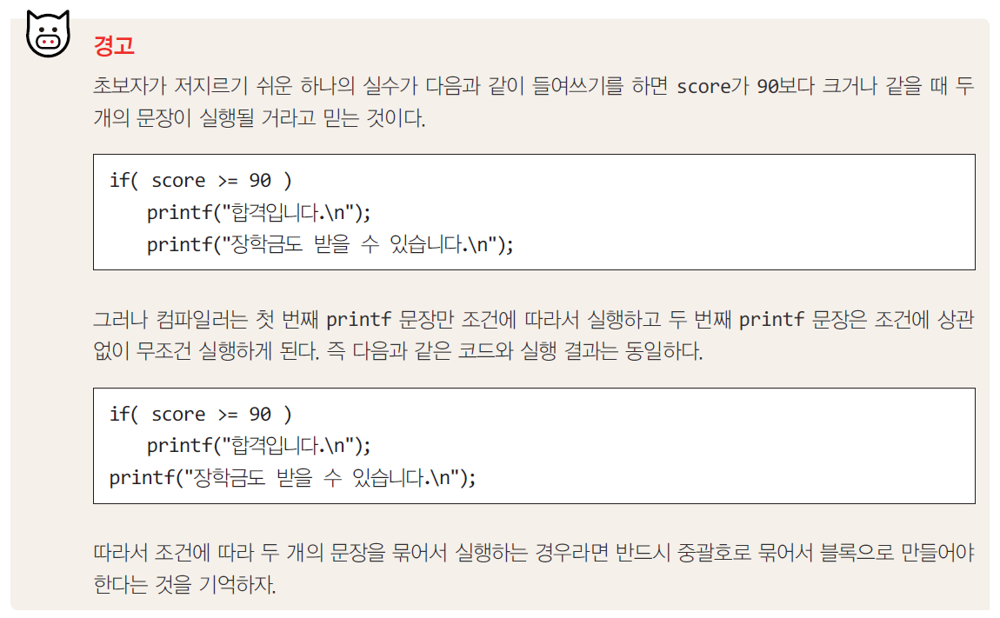 경고
초보자가 저지르기 쉬운 하나의 실수가 다음과 같이 들여쓰기를 하면 score가 90보다 크거나 같을 때 두
개의 문장이 실행될 거라고 믿는 것이다.
if( score >= 90 )
printf("합격입니다.\n");
printf("장학금도 받을 수 있습니다.\n");
그러나 컴파일러는 첫 번째 printf 문장만 조건에 따라서 실행하고 두 번째 printf 문장은 조건에 상관
없이 무조건 실행하게 된다. 즉 다음과 같은 코드와 실행 결과는 동일하다.
if( score >= 90 )
printf("합격입니다.\n");
printf("장학금도 받을 수 있습니다.\n");
따라서 조건에 따라 두 개의 문장을 묶어서 실행하는 경우라면 반드시 중괄호로 묶어서 블록으로 만들어야
한다는 것을 기억하자.